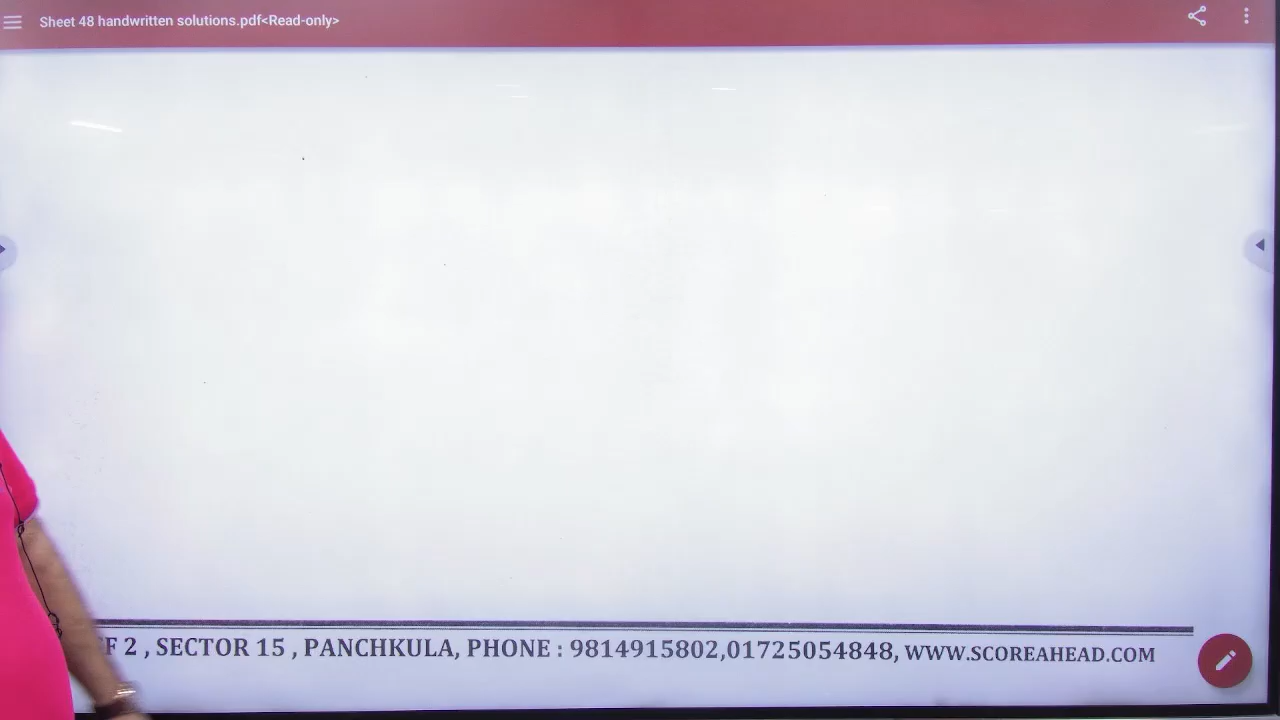 Sheet 48 handwritten solutions.pdf<Read-only>
F 2 , SECTOR 15 , PANCHKULA, PHONE : 9814915802,01725054848, WWW.SCOREAHEAD.COM